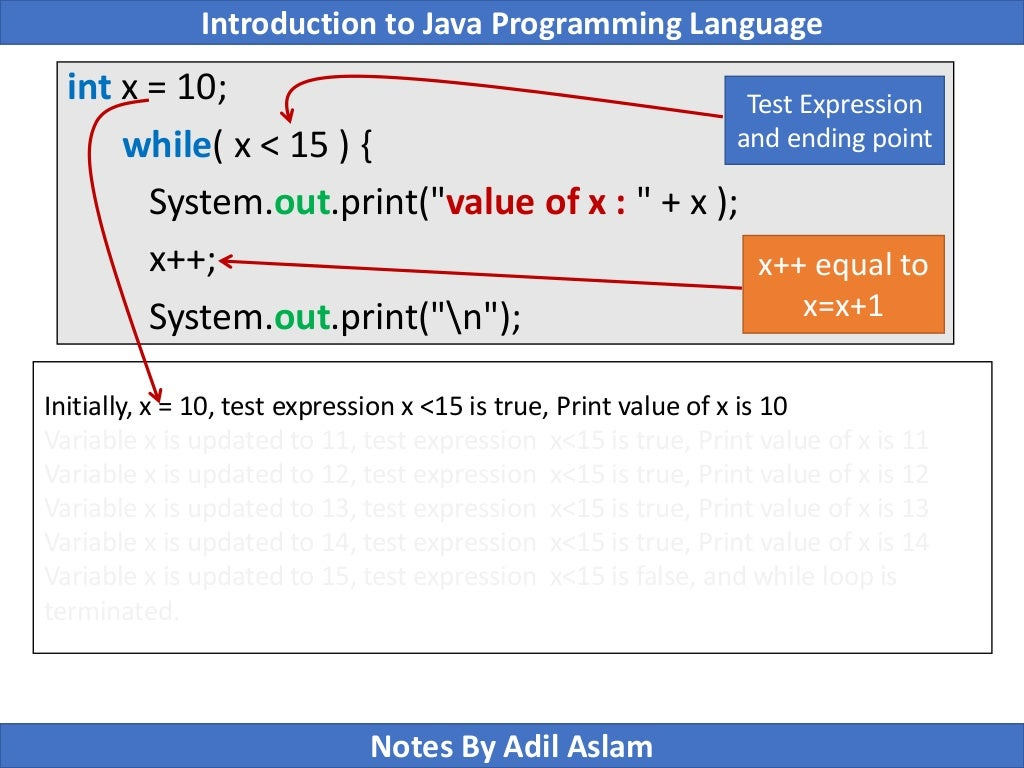 Introduction to Java Programming Language
int x = 10;
while( x < 15 ) {
System.out.print("value of x : " + x );
x++;
System.out.print("\n");
Test Expression
and ending point
x++ equal to
x=x+1
Initially, x = 10, test expression x <15 is true, Print value of x is 10
Variable x is updated to 11, test expression  x<15 is true, Print value of x is 11
Variable x is updated to 12, test expression  x<15 is true, Print value of x is 12
Variable x is updated to 13, test expression  x<15 is true, Print value of x is 13
Variable x is updated to 14, test expression  x<15 is true, Print value of x is 14
Variable x is updated to 15, test expression  x<15 is false, and while loop is
terminated.
Notes By Adil Aslam